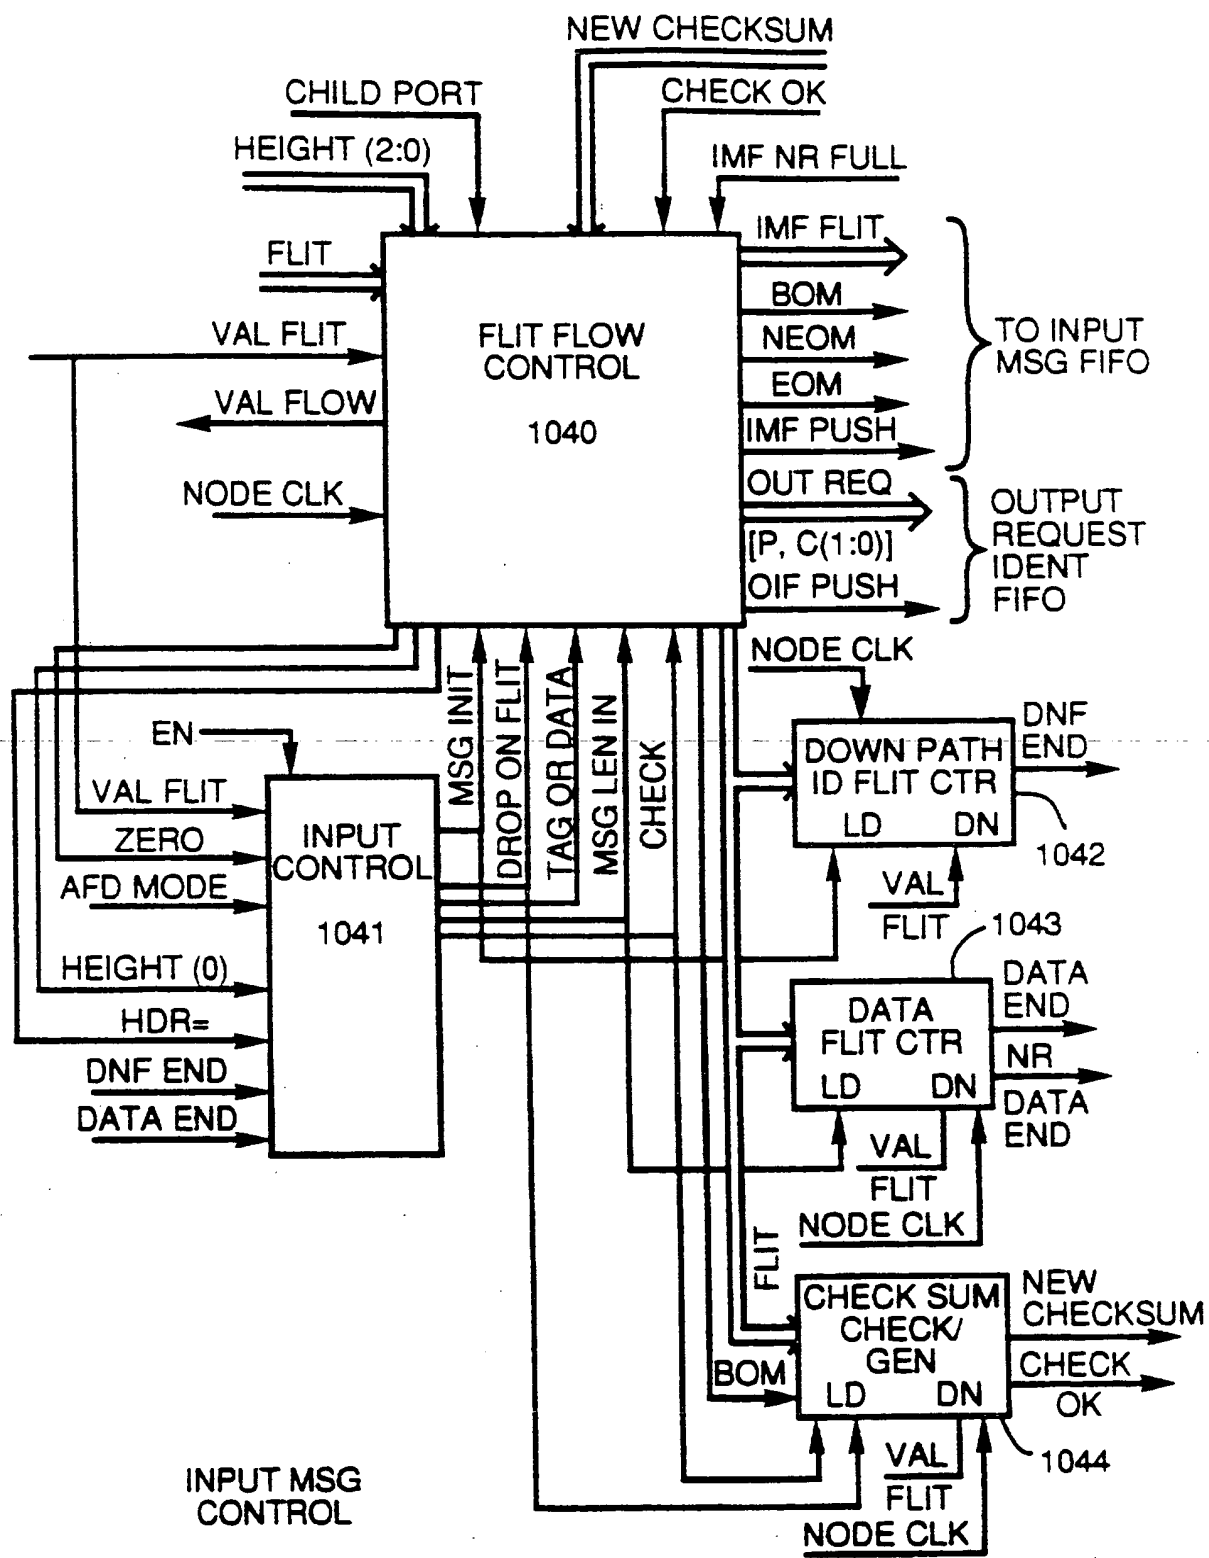 NEW CHECKSUM
CHILD PORT
CHECK OK
HEIGHT (2:0)
IMF NR FULL
FLIT
VAL FLIT
VAL FLOW
NODE CLK
FLIT FLOW
CONTROL
1040
IMF FLIT
BOM
NEOM
EOM
IMF PUSH
TO INPUT
MSG FIFO
OUT REQ
[P, C(1:0)]
OIF PUSH
OUTPUT
REQUEST
IDENT
FIFO
MSG INIT
DROP ON FLIT
TAG OR DATA
MSG LEN IN
CHECK
EN
VAL FLIT
ZERO
AFD MODE
HEIGHT (0)
HDR=
DNF END
DATA END
INPUT
CONTROL
1041
NODE CLK
DOWN PATH
ID FLIT CTR
LD DN
DNF
END
1042
VAL
FLIT
1043
DATA
FLIT CTR
LD DN
DATA
END
NR
DATA
END
VAL
FLIT
NODE CLK
FLIT
CHECK SUM
CHECK/
GEN
LD DN
BOM
NEW
CHECKSUM
CHECK
OK
1044
VAL
FLIT
NODE CLK
INPUT MSG
CONTROL